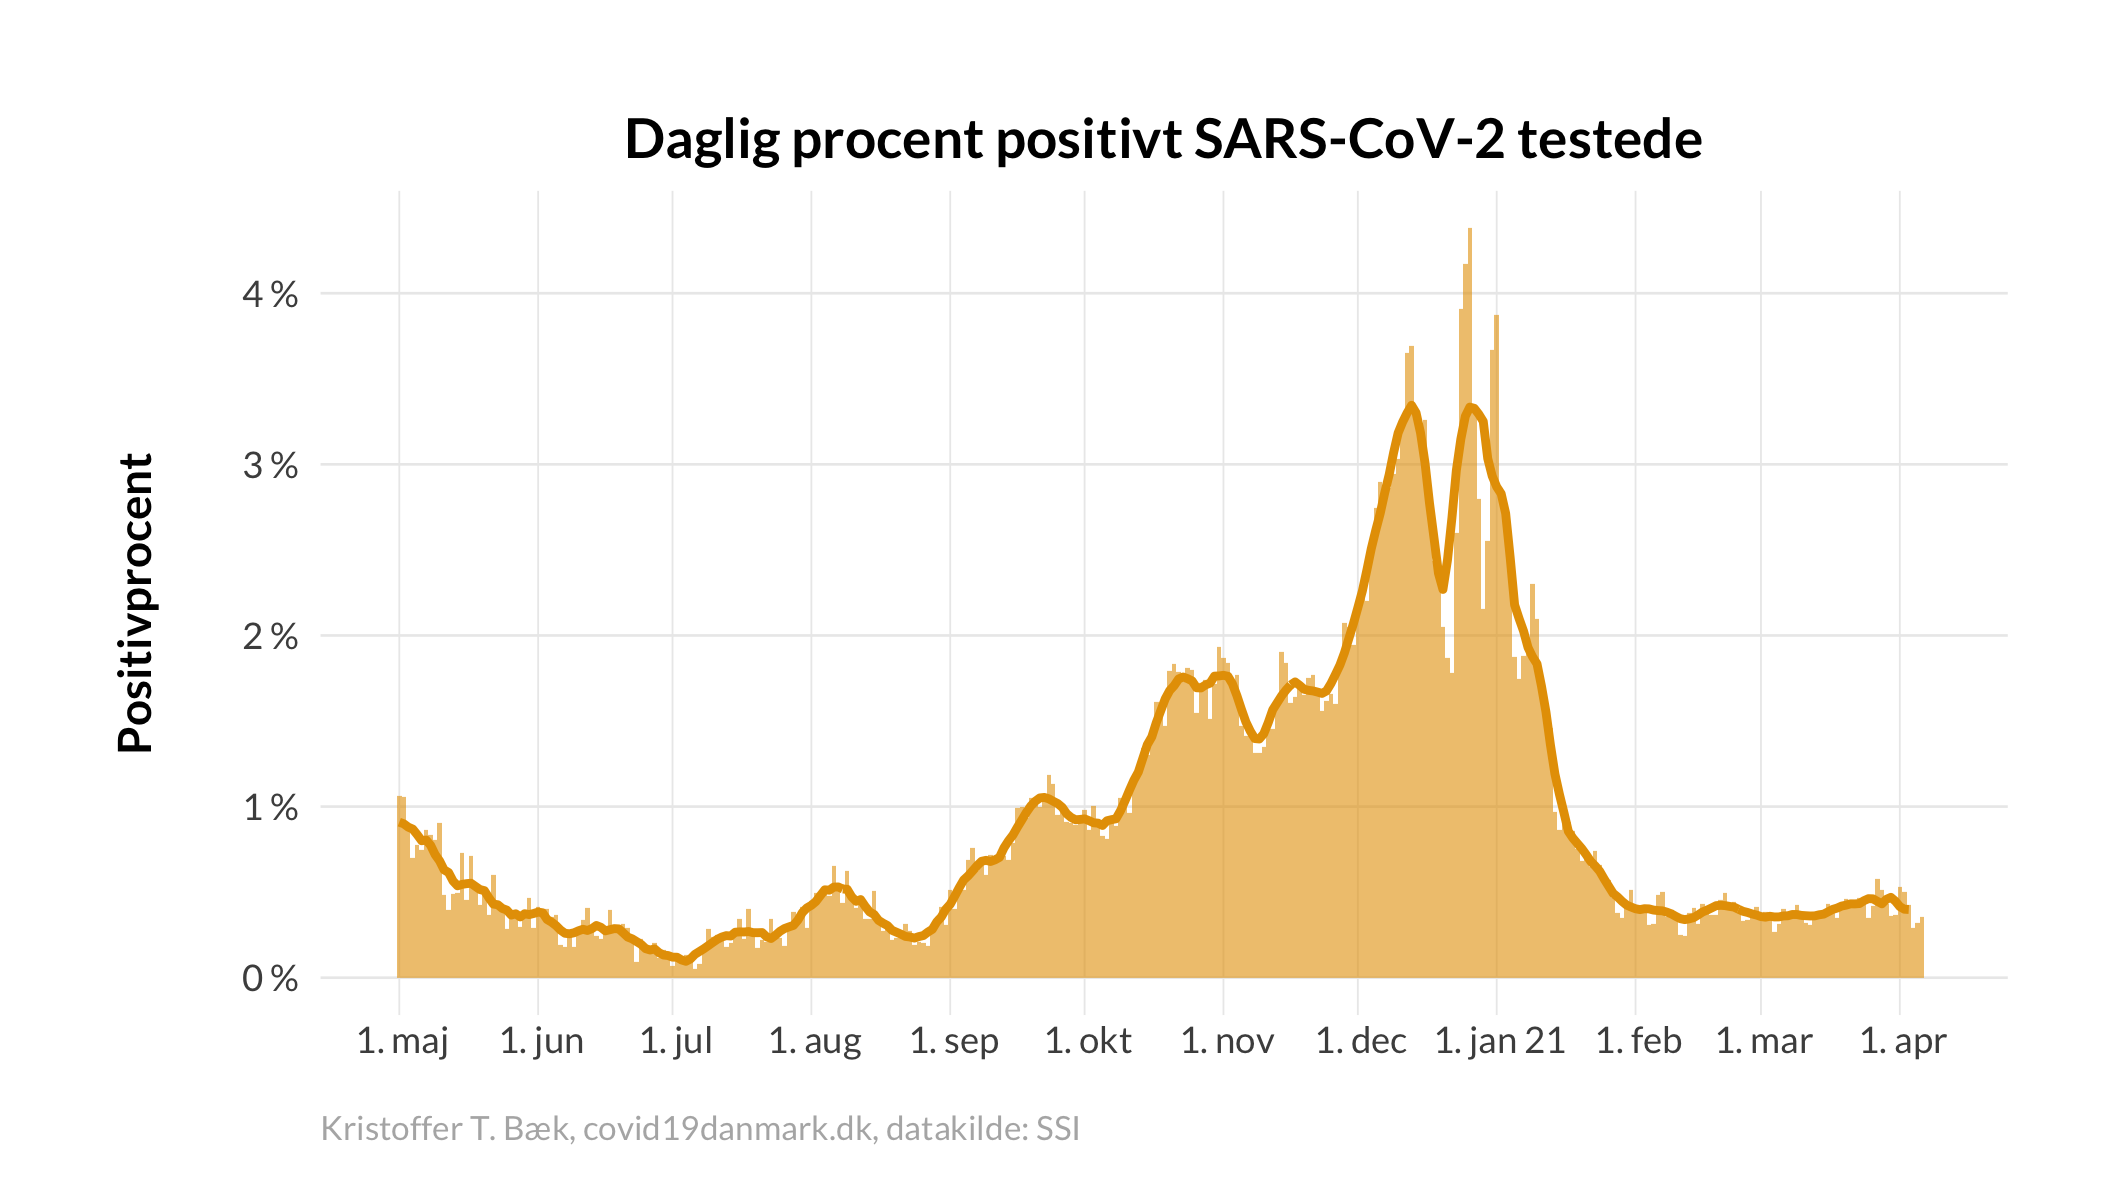 Daglig procent positivt SARS-CoV-2 testede
Positivprocent
4 %
3 %
2 %
1 %
0 %
1. maj 1. jun 1. jul 1. aug 1. sep 1. okt 1. nov 1. dec 1. jan 21 1. feb 1. mar 1. apr
Kristoffer T. Bæk, covid19danmark.dk, datakilde: SSI